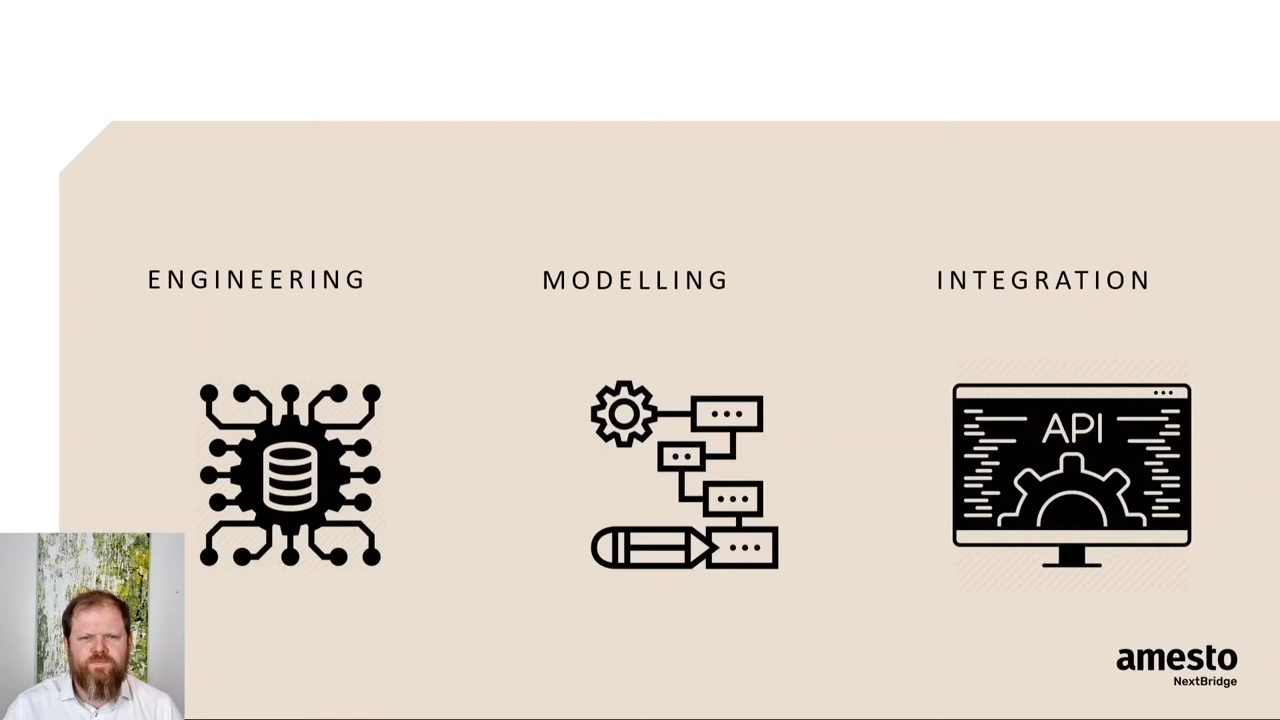 ENGINEERING
MODELLING
INTEGRATION
API
amesto
NextBridge